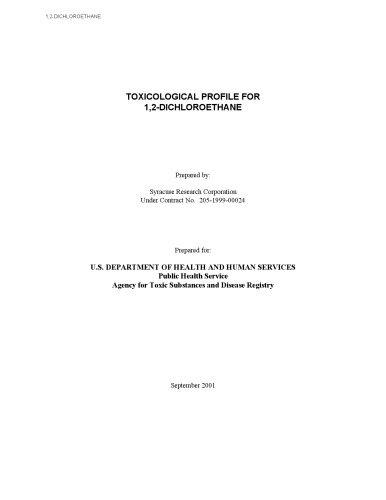 1,2-DICHLOROETHANE
TOXICOLOGICAL PROFILE FOR
1,2-DICHLOROETHANE
Prepared by:
Syracuse Research Corporation
Under Contract No. 205-1999-00024
Prepared for:
U.S. DEPARTMENT OF HEALTH AND HUMAN SERVICES
Public Health Service
Agency for Toxic Substances and Disease Registry
September 2001